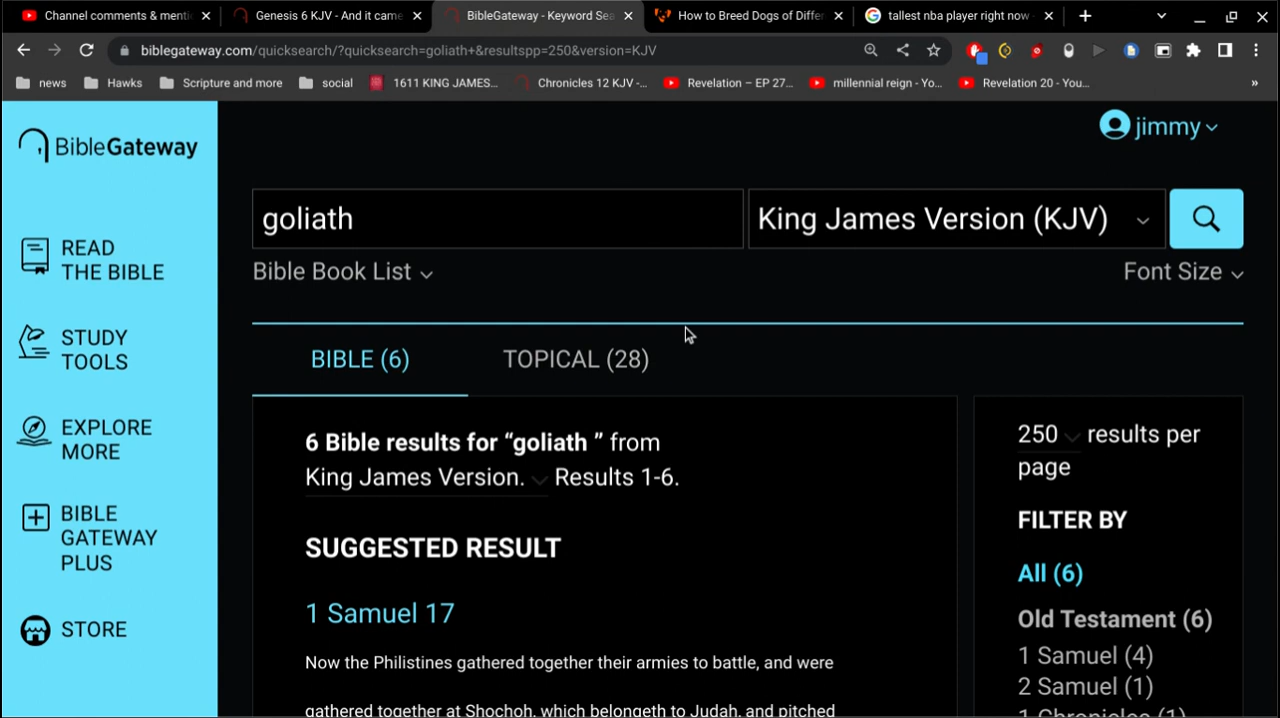 Channel comments & menti
Genesis 6 KJV - And it came
BibleGateway - Keyword Sea
How to Breed Dogs of Differ
tallest nba player right now -
biblegateway.com/quicksearch/?quicksearch=goliath+&resultspp=250&version=KJV
news
Hawks
Scripture and more
social
1611 KING JAMES...
Chronicles 12 KJV -...
Revelation – EP 27...
millennial reign - Yo...
Revelation 20 - You...
»
BibleGateway
jimmy
goliath
King James Version (KJV)
Bible Book List
Font Size
READ
THE BIBLE
STUDY
TOOLS
EXPLORE
MORE
BIBLE
GATEWAY
PLUS
STORE
BIBLE (6)
TOPICAL (28)
6 Bible results for “goliath ” from
King James Version. Results 1-6.
SUGGESTED RESULT
1 Samuel 17
Now the Philistines gathered together their armies to battle, and were
gathered together at Shochoh, which belongeth to Judah, and pitched
250 results per
page
FILTER BY
All (6)
Old Testament (6)
1 Samuel (4)
2 Samuel (1)
1 Chronicles (1)